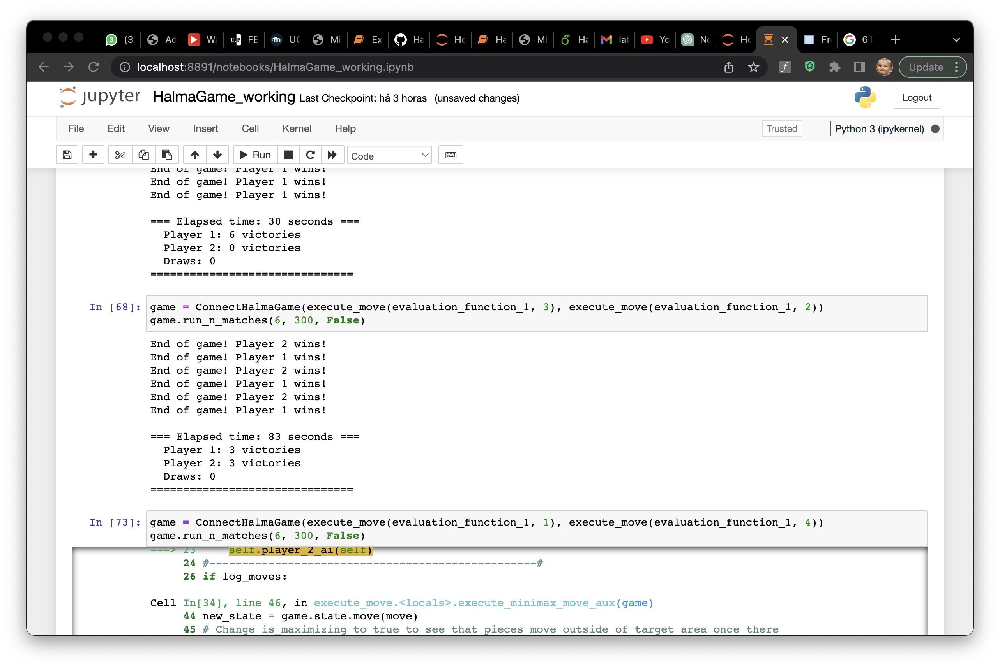 3 (3 Ad Wa U.P FE UC Mi Ex Ha Ho Ha Mi Ha lat Yo Ne Ho Fr 6
localhost:8891/notebooks/HalmaGame_working.ipynb Update
jupyter HalmaGame_working Last Checkpoint: há 3 horas (unsaved changes) Logout
File Edit View Insert Cell Kernel Help Trusted Python 3 (ipykernel)
Run Code
End of game! Player 1 wins!
End of game! Player 1 wins!
End of game! Player 1 wins!
=== Elapsed time: 30 seconds ===
Player 1: 6 victories
Player 2: 0 victories
Draws: 0
===============================
In [68]: game = ConnectHalmaGame(execute_move(evaluation_function_1, 3), execute_move(evaluation_function_1, 2))
game.run_n_matches(6, 300, False)
End of game! Player 2 wins!
End of game! Player 1 wins!
End of game! Player 2 wins!
End of game! Player 1 wins!
End of game! Player 2 wins!
End of game! Player 1 wins!
=== Elapsed time: 83 seconds ===
Player 1: 3 victories
Player 2: 3 victories
Draws: 0
===============================
In [73]: game = ConnectHalmaGame(execute_move(evaluation_function_1, 1), execute_move(evaluation_function_1, 4))
game.run_n_matches(6, 300, False)
---> 23 self.player_2_ai(self)
24 #--------------------------------------------------#
26 if log_moves:
Cell In[34], line 46, in execute_move.<locals>.execute_minimax_move_aux(game)
44 new_state = game.state.move(move)
45 # Change is_maximizing to true to see that pieces move outside of target area once there